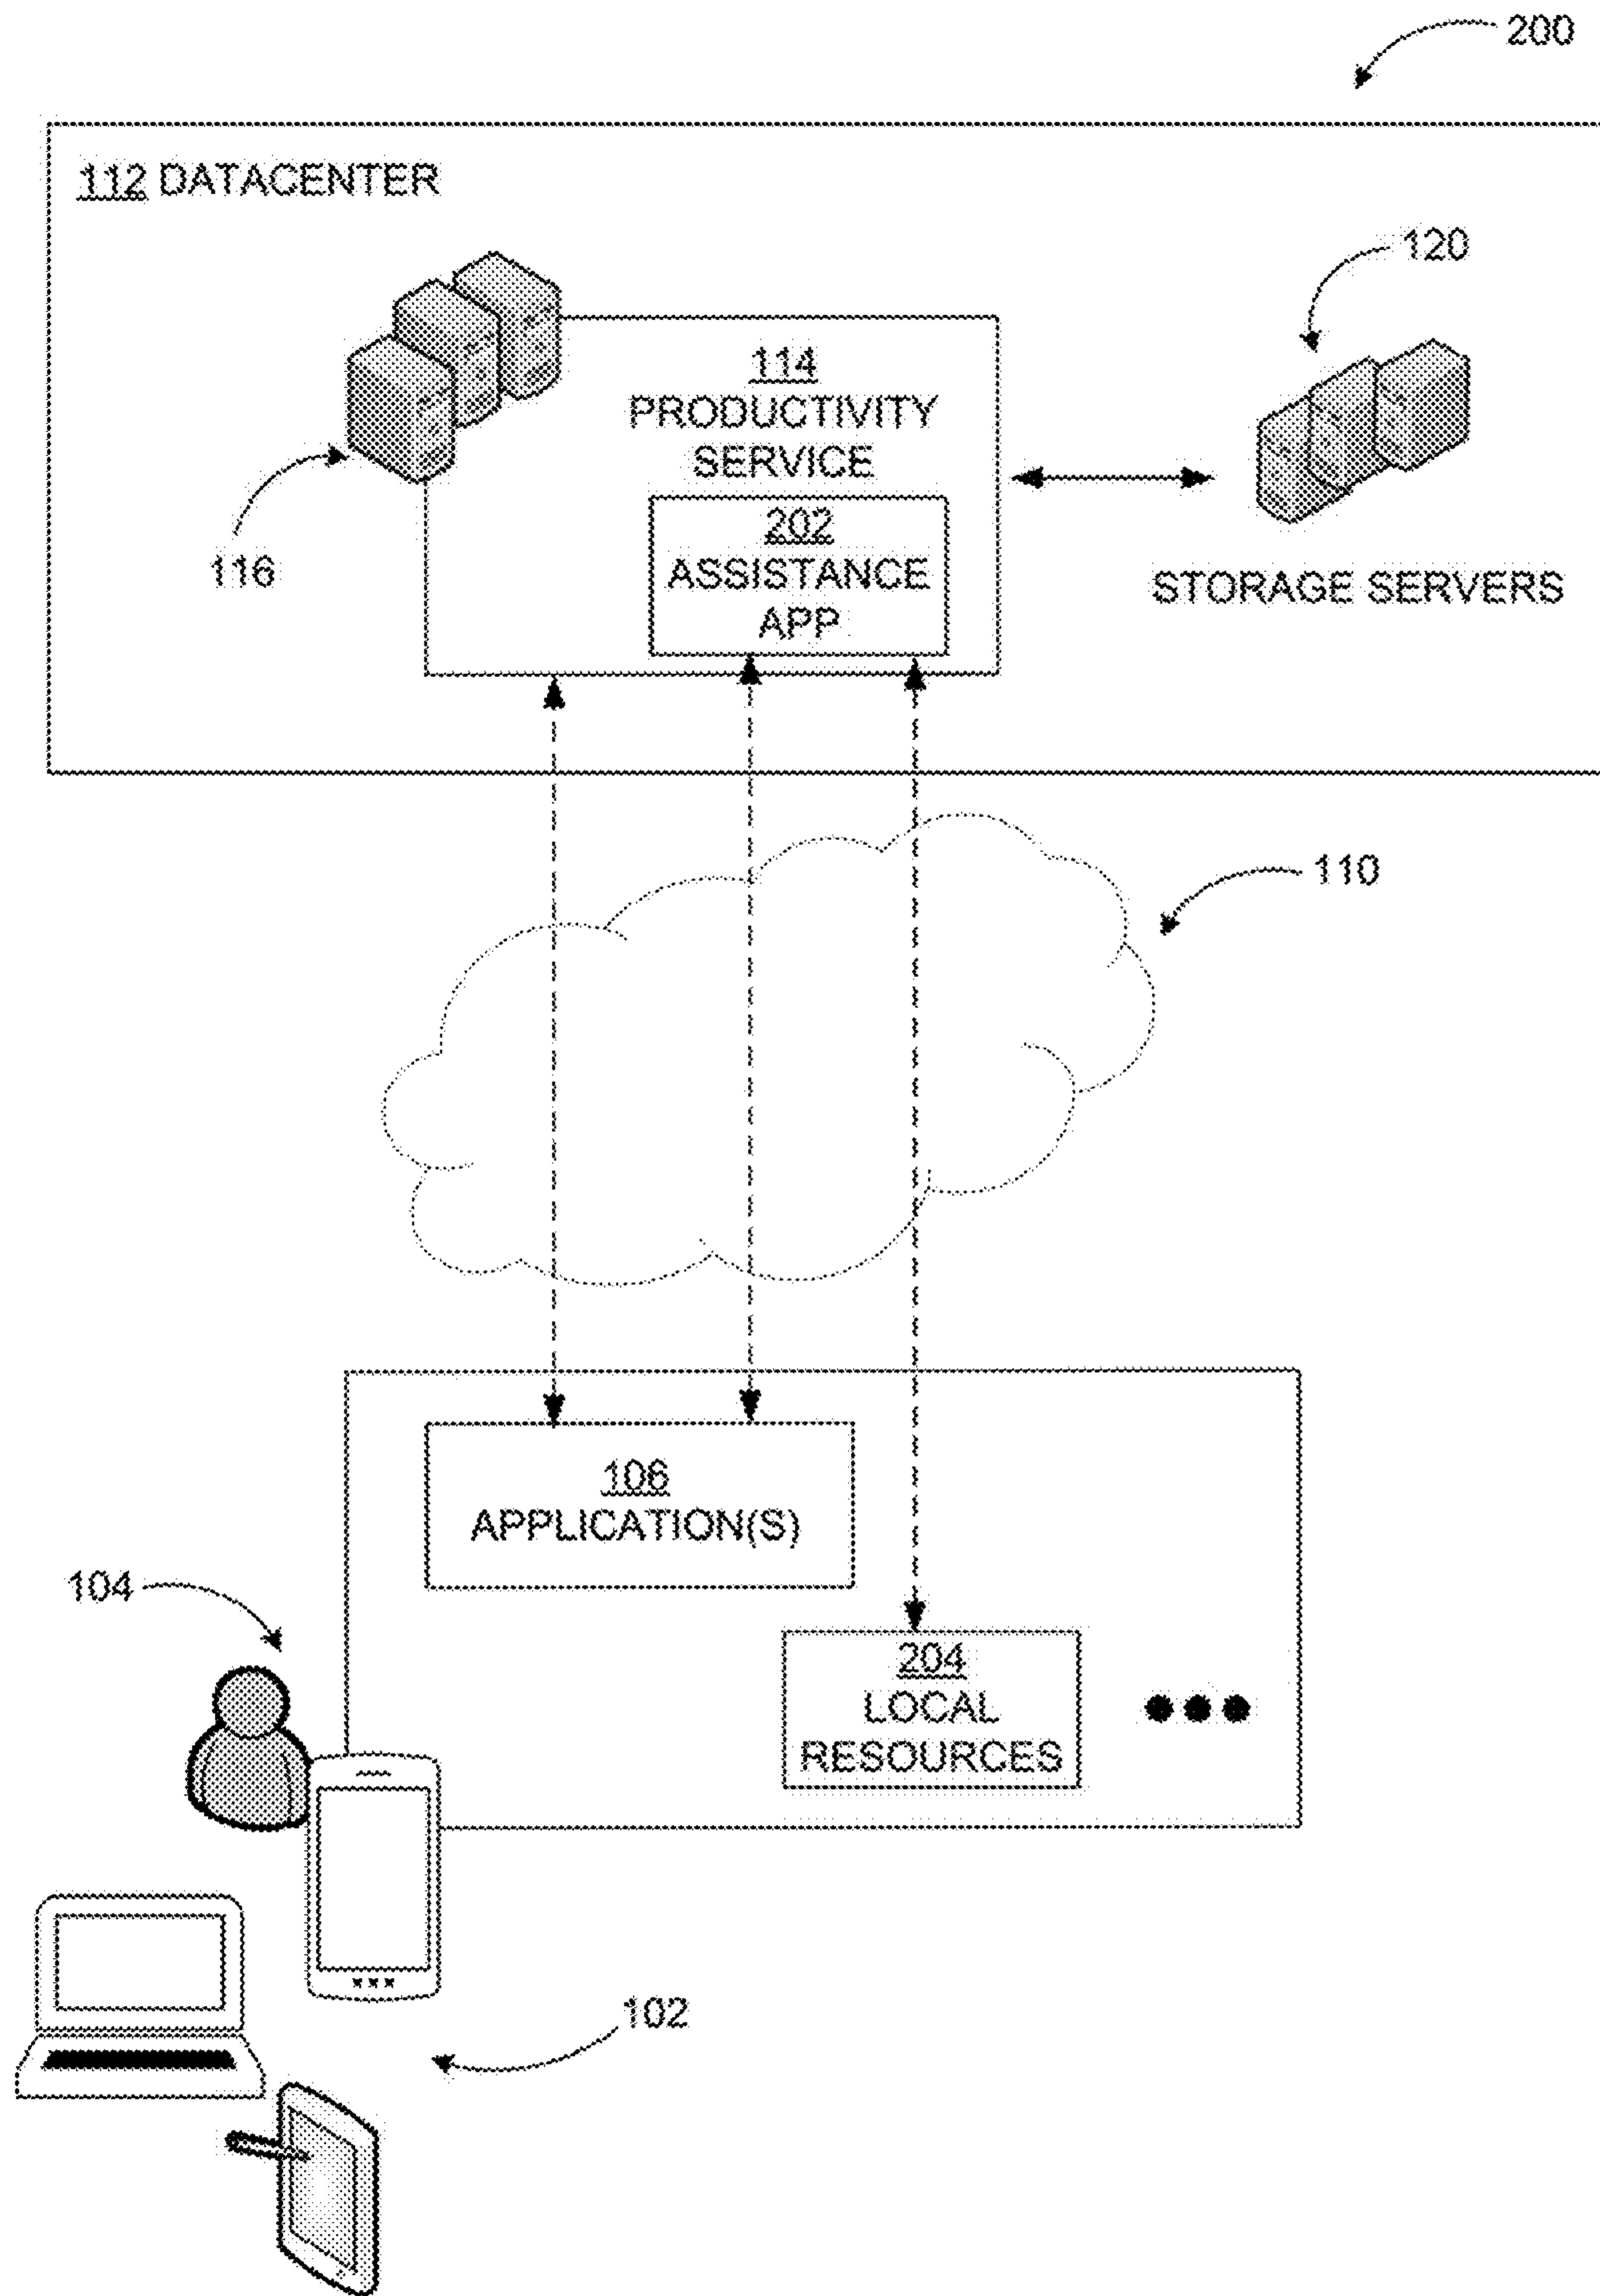 200
112 DATACENTER
120
114
PRODUCTIVITY
SERVICE
202
ASSISTANCE
APP
116
STORAGE SERVERS
110
106
APPLICATION(S)
104
204
LOCAL
RESOURCES
102